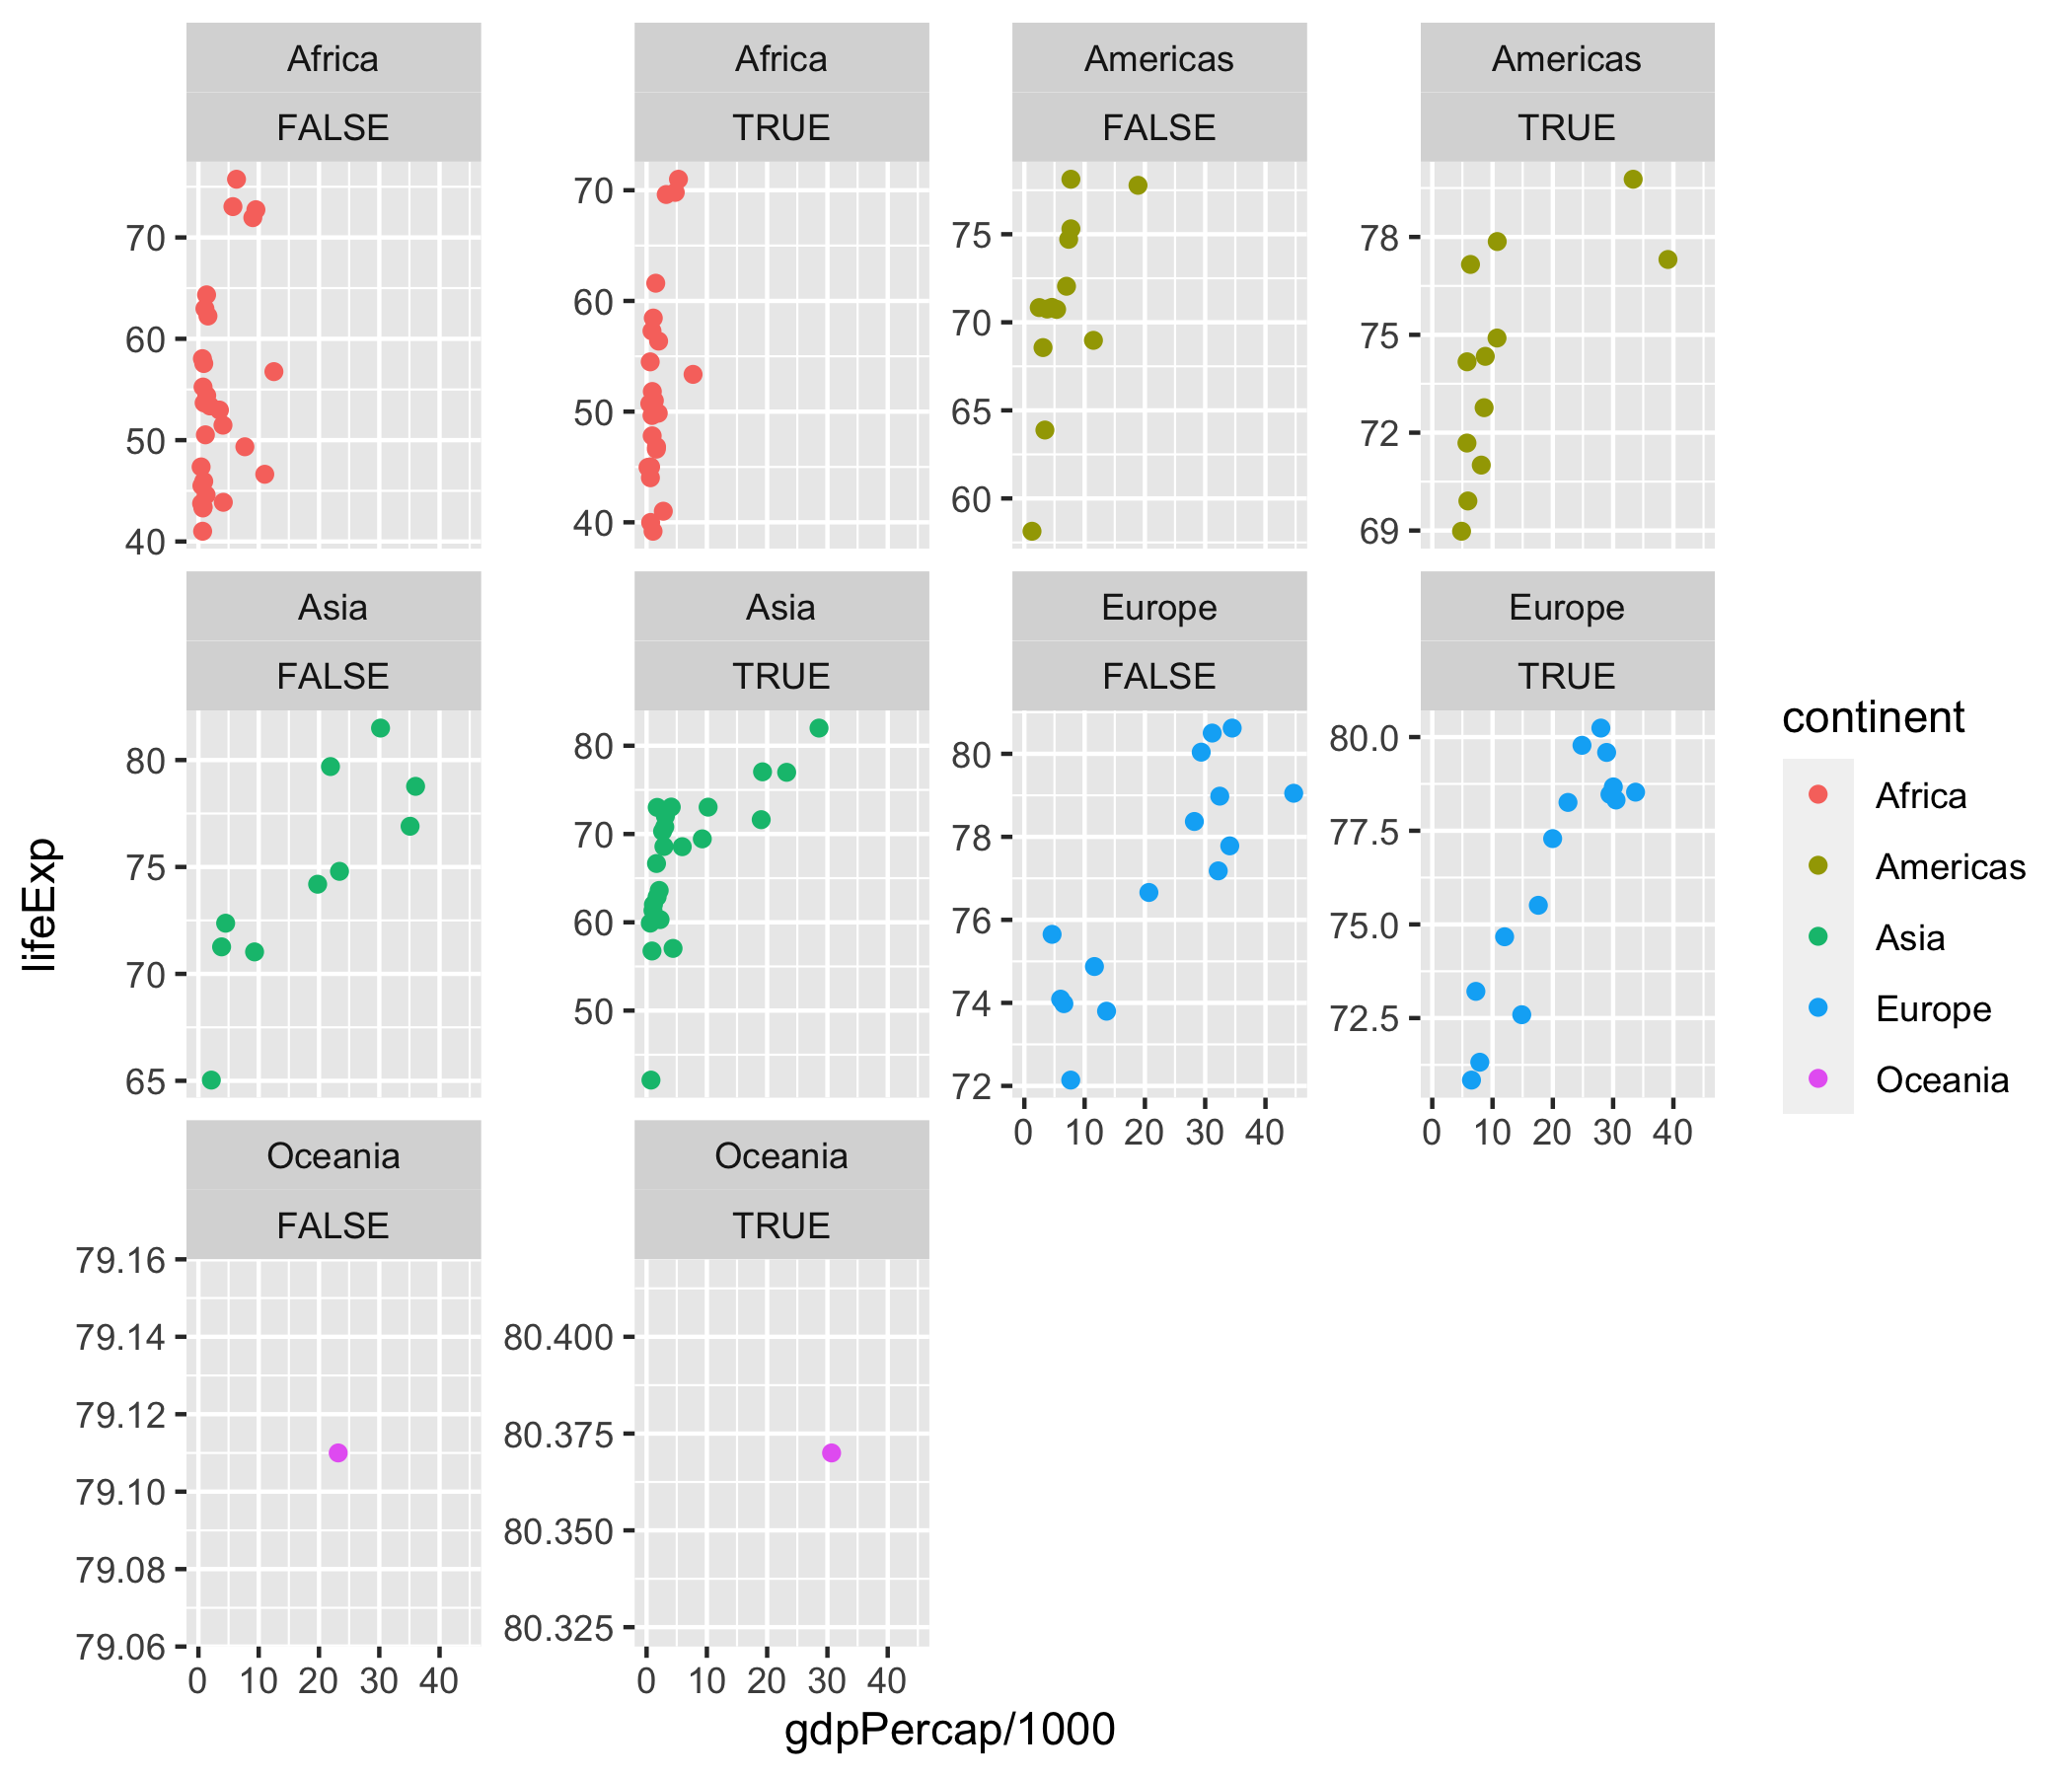 Africa
Africa
Americas
Americas
FALSE
TRUE
FALSE
TRUE
70
60
50
40
70
60
50
40
75
70
65
60
78
75
72
69
Asia
Asia
Europe
Europe
FALSE
TRUE
FALSE
TRUE
80
75
70
65
80
70
60
50
80
78
76
74
72
80.0
77.5
75.0
72.5
0 10 20 30 40
0 10 20 30 40
Oceania
Oceania
FALSE
TRUE
79.16
79.14
79.12
79.10
79.08
79.06
80.400
80.375
80.350
80.325
0 10 20 30 40
0 10 20 30 40
lifeExp
gdpPercap/1000
continent
Africa
Americas
Asia
Europe
Oceania